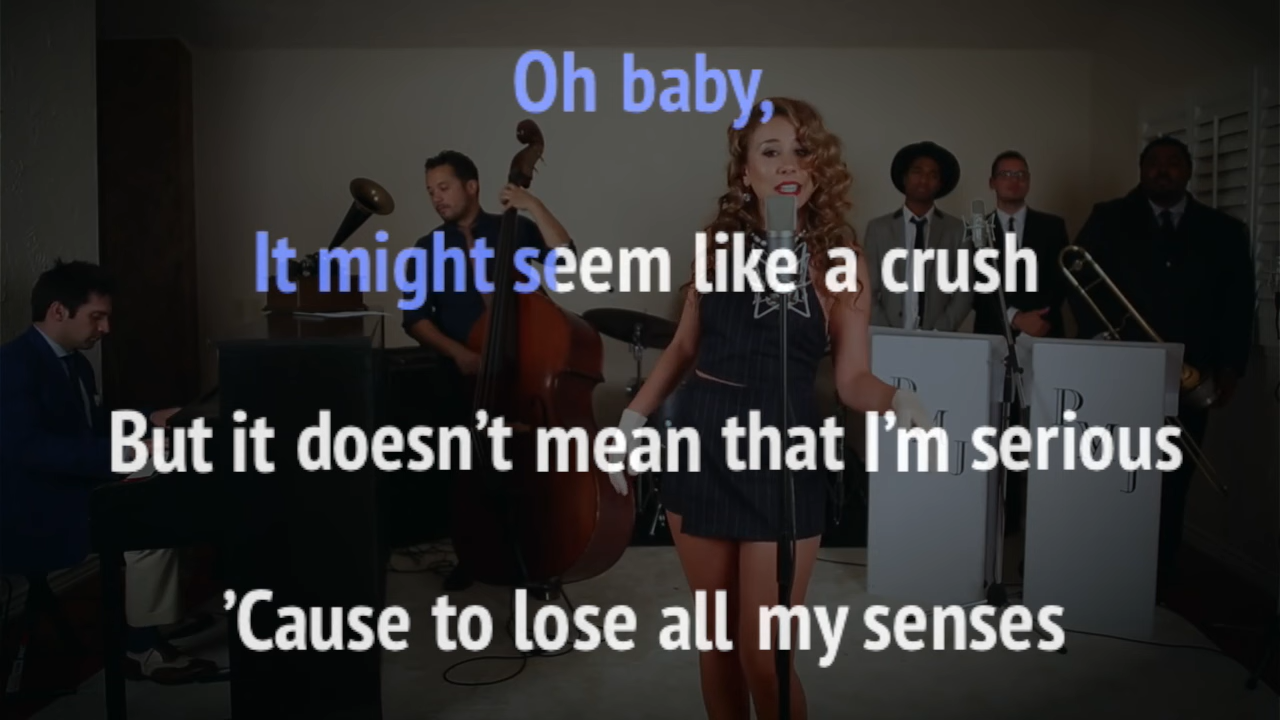 Oh baby,
It might seem like a crush
But it doesn’t mean that I’m serious
’Cause to lose all my senses
P
M
J
P
M
J